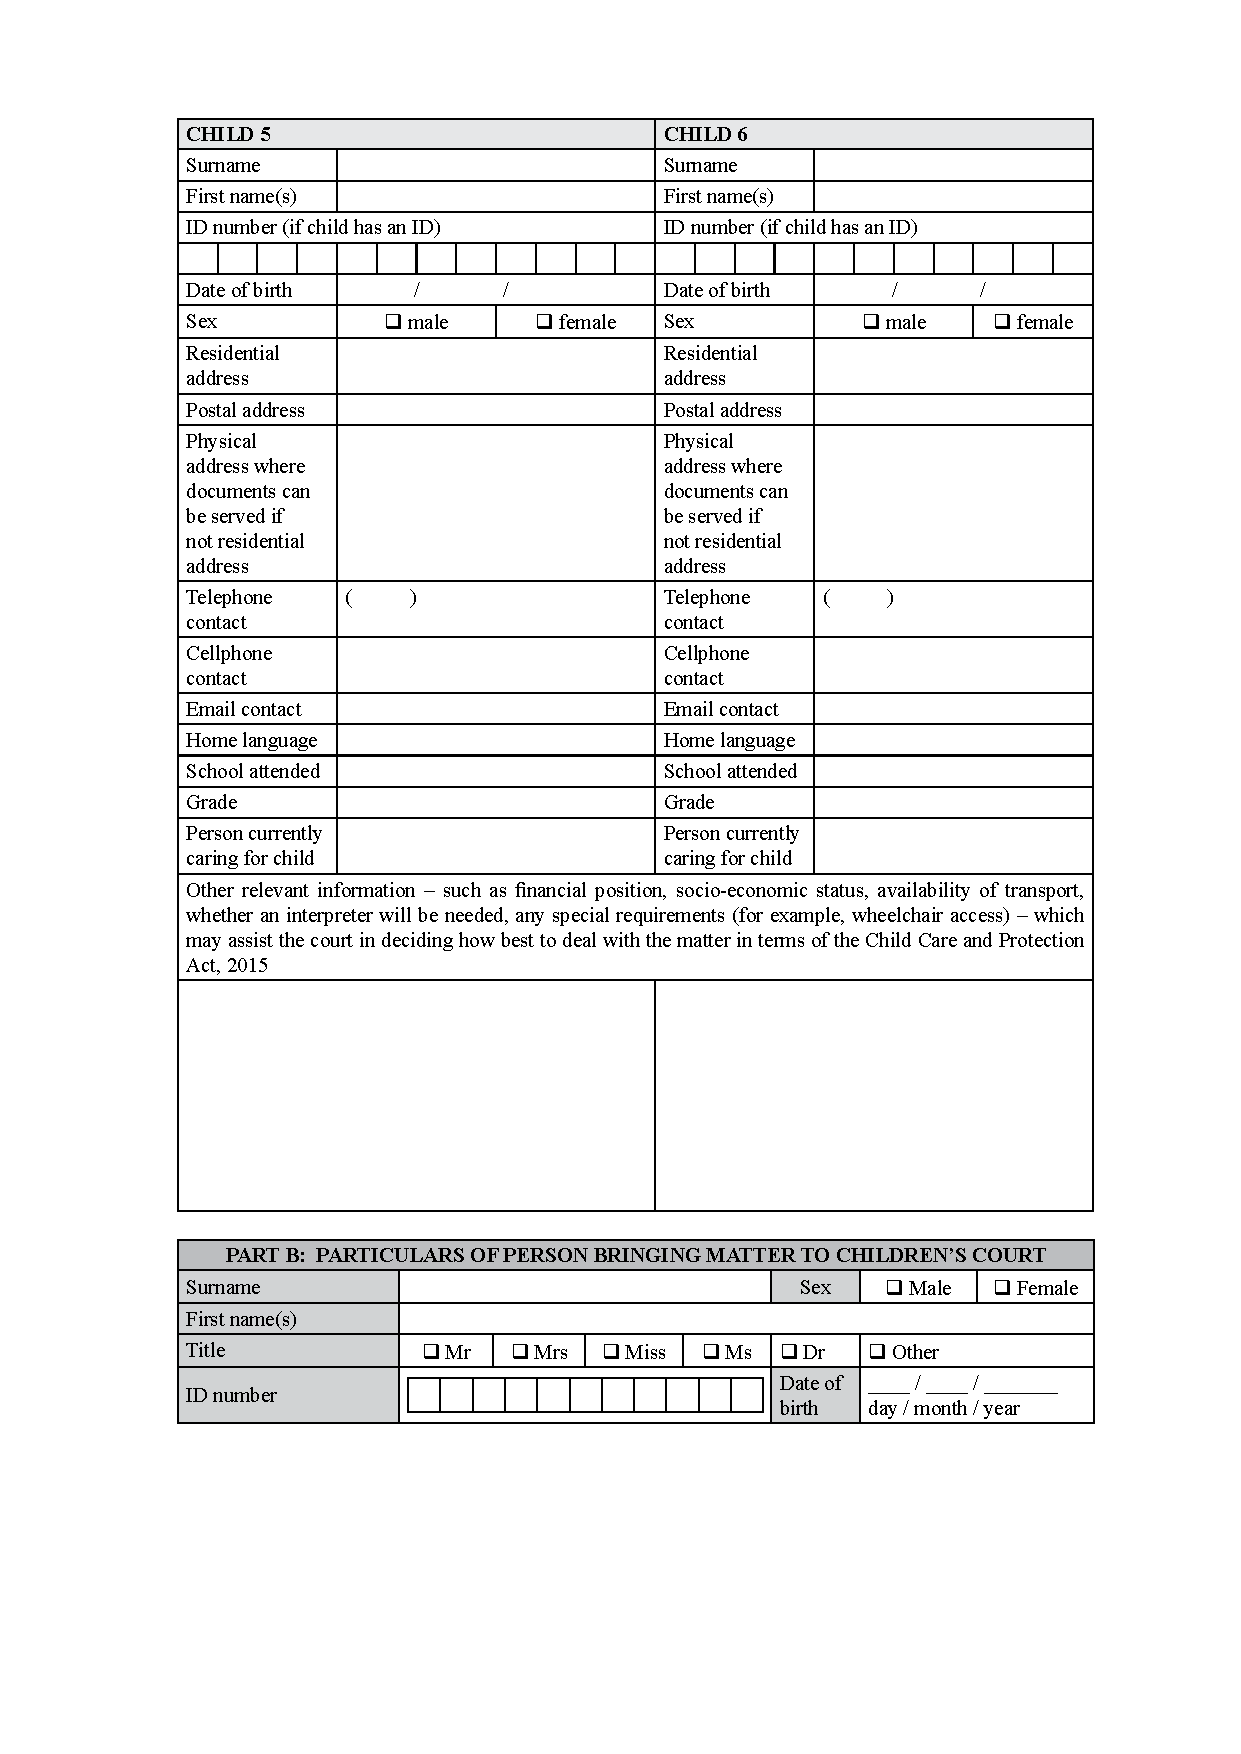 CHILD 5 CHILD 6
Surname Surname
First name(s) First name(s)
ID number (if child has an ID) ID number (if child has an ID)
Date of birth / / Date of birth / /
Sex ❑ male ❑ female Sex ❑ male ❑ female
Residential Residential
address address
Postal address Postal address
Physical Physical
address where address where
documents can documents can
be served if be served if
not residential not residential
address address
Telephone ( ) Telephone ( )
contact contact
Cellphone Cellphone
contact contact
Email contact Email contact
Home language Home language
School attended School attended
Grade Grade
Person currently Person currently
caring for child caring for child
Other relevant information – such as financial position, socio-economic status, availability of transport,
whether an interpreter will be needed, any special requirements (for example, wheelchair access) – which
may assist the court in deciding how best to deal with the matter in terms of the Child Care and Protection
Act, 2015
PART B: PARTICULARS OF PERSON BRINGING MATTER TO CHILDREN’S COURT
Surname Sex ❑ Male ❑ Female
First name(s)
Title ❑ Mr ❑ Mrs ❑ Miss ❑ Ms ❑ Dr ❑ Other
ID number Date of ____ / ____ / _______
birth day / month / year